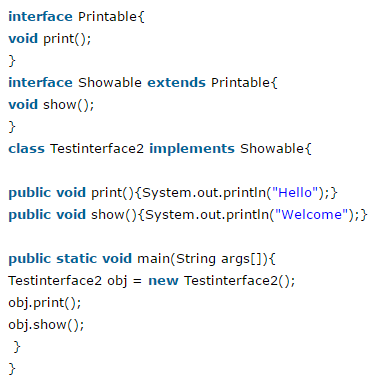 interface Printable{
void print();
}
interface Showable extends Printable{
void show();
}
class Testinterface2 implements Showable{
public void print(){System.out.println("Hello");}
public void show(){System.out.println("Welcome");}
public static void main(String args[]){
Testinterface2 obj = new Testinterface2();
obj.print();
obj.show();
}
}